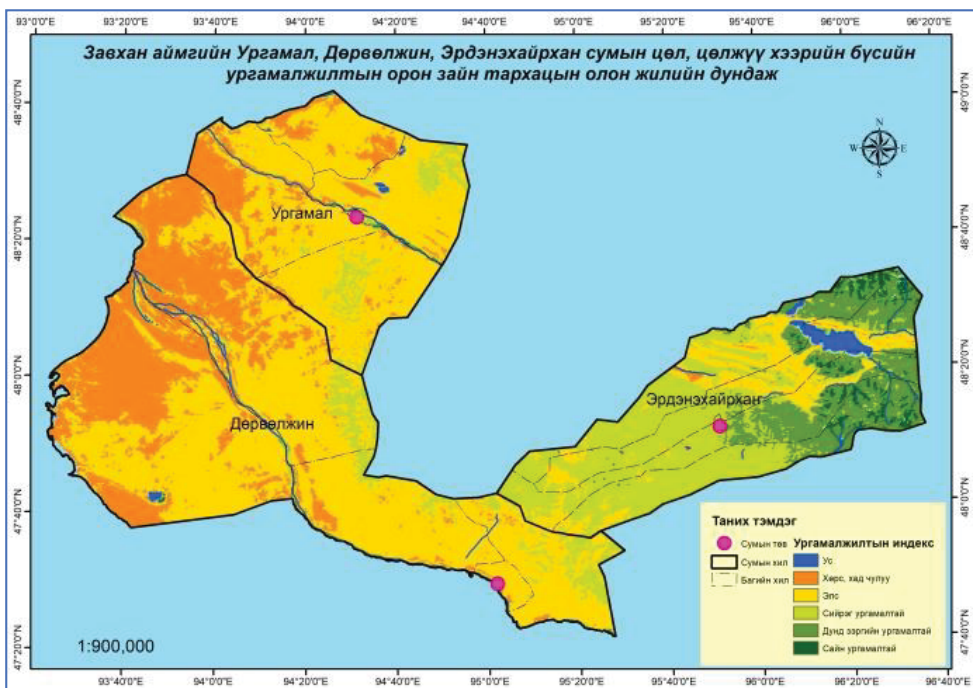 93°0'0"E 93°20'0"E 93°40'0"E 94°0'0"E 94°20'0"E 94°40'0"E 95°0'0"E 95°20'0"E 95°40'0"E 96°0'0"E 96°20'0"E
Завхан аймгийн Ургамал, Дөрвөлжин, Эрдэнэхайрхан сумын цөл, цөлжүү хээрийн бүсийн
ургамалжилтын орон зайн тархацын олон жилийн дундаж
48°40'0"N
49°0'0"N
N
W E
S
Ургамал
48°20'0"N
48°40'0"N
48°0'0"N
48°20'0"N
Эрдэнэхайрхан
Дөрвөлжин
47°40'0"N
48°0'0"N
Таних тэмдэг
Сумын төв
Сумын хил
Багийн хил
Ургамалжилтын индекс
Ус
Хөрс, хад чулуу
Элс
Сийрэг ургамалтай
Дунд зэргийн ургамалтай
Сайн ургамалтай
47°20'0"N
47°40'0"N
1:900,000
93°40'0"E 94°0'0"E 94°20'0"E 94°40'0"E 95°0'0"E 95°20'0"E 95°40'0"E 96°0'0"E 96°20'0"E